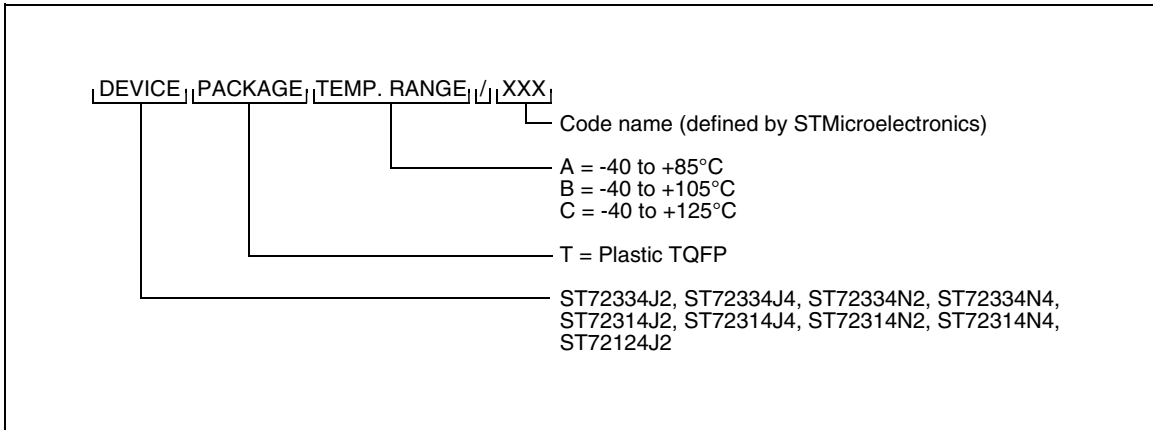 DEVICE PACKAGE TEMP. RANGE / XXX
Code name (defined by STMicroelectronics)
A = -40 to +85°C
B = -40 to +105°C
C = -40 to +125°C
T = Plastic TQFP
ST72334J2, ST72334J4, ST72334N2, ST72334N4,
ST72314J2, ST72314J4, ST72314N2, ST72314N4,
ST72124J2